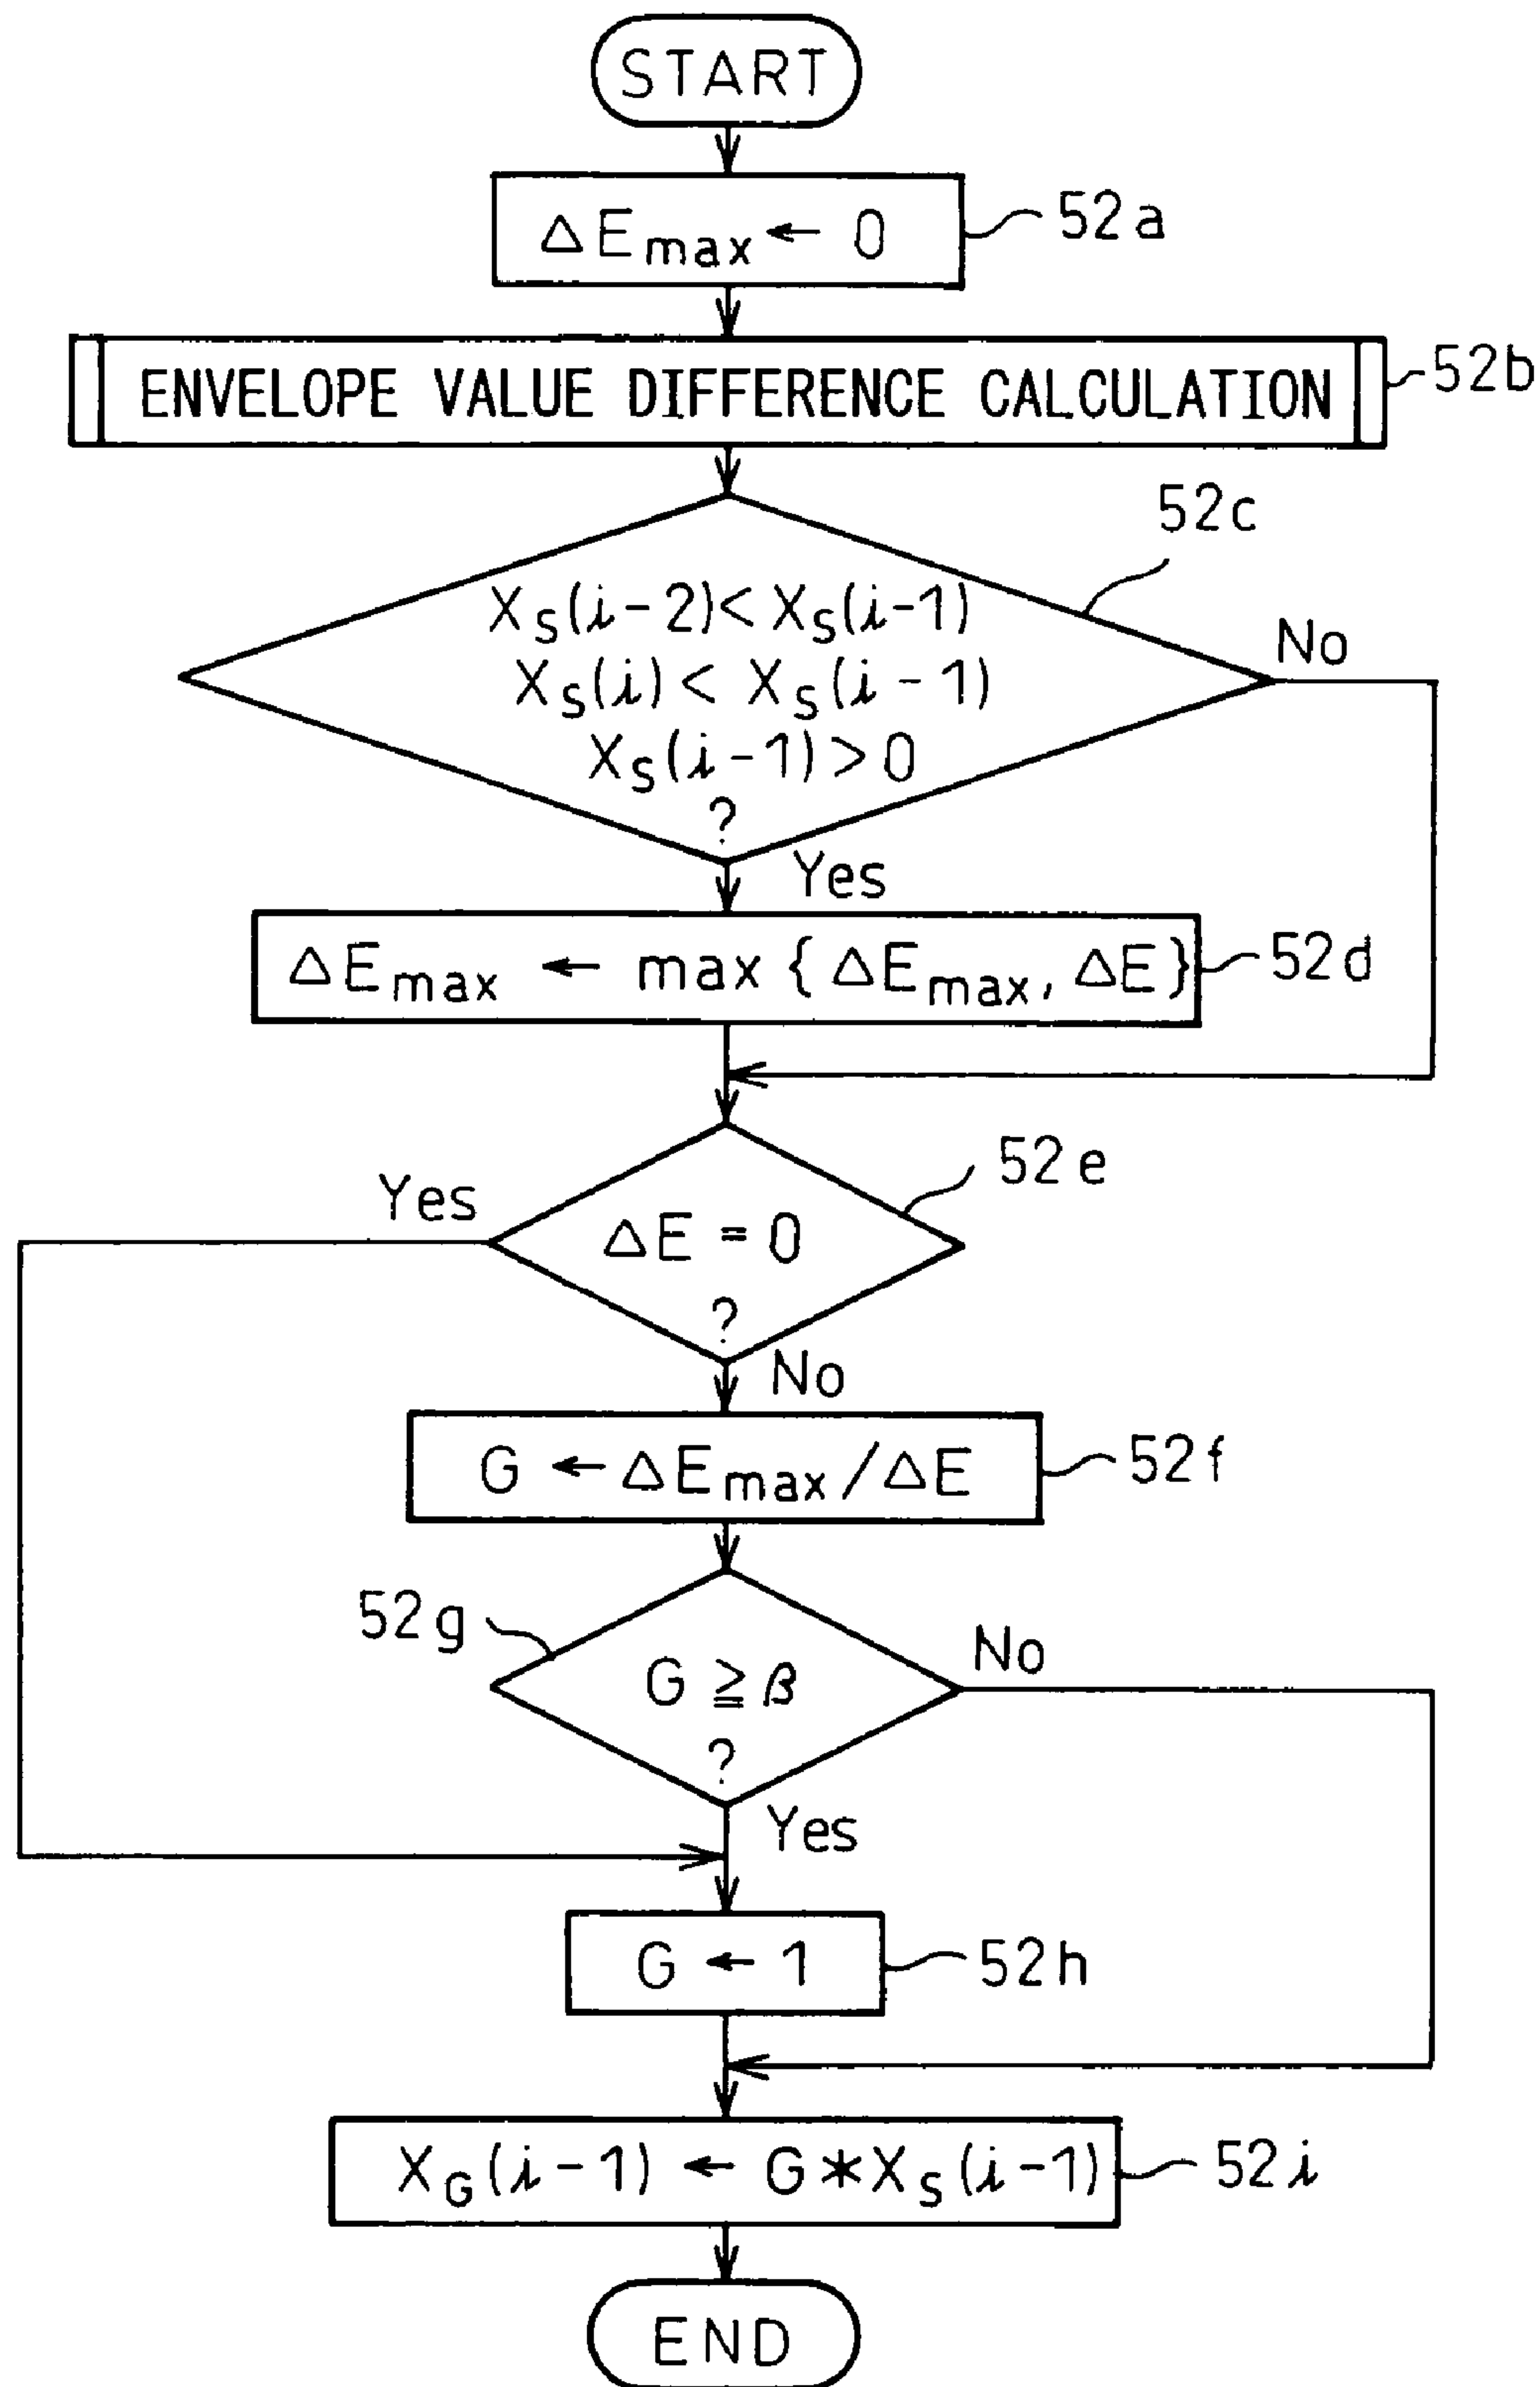 START
ΔEmax ← 0
52a
ENVELOPE VALUE DIFFERENCE CALCULATION
52b
52c
XS(i-2) < XS(i-1)
XS(i) < XS(i-1)
XS(i-1) > 0
?
No
Yes
ΔEmax ← max { ΔEmax, ΔE }
52d
52e
Yes
ΔE = 0
?
No
G ← ΔEmax / ΔE
52f
52g
G ≧ β
?
No
Yes
G ← 1
52h
XG(i-1) ← G*XS(i-1)
52i
END